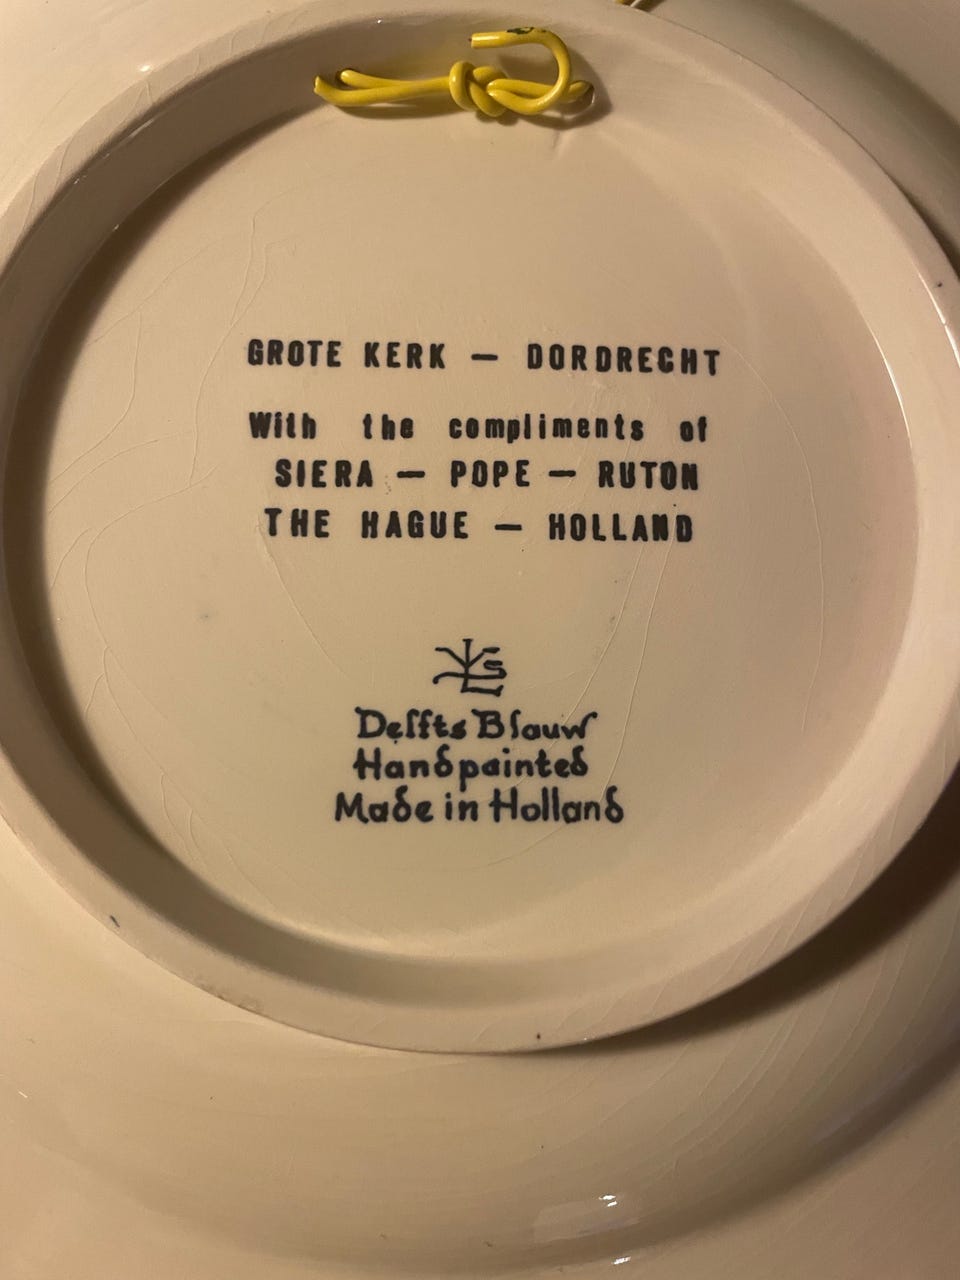 GROTE KERK — DORDRECHT
With the compliments of
SIERA — POPE — RUTON
THE HAGUE — HOLLAND
Delfts Blauw
Handpainted
Made in Holland